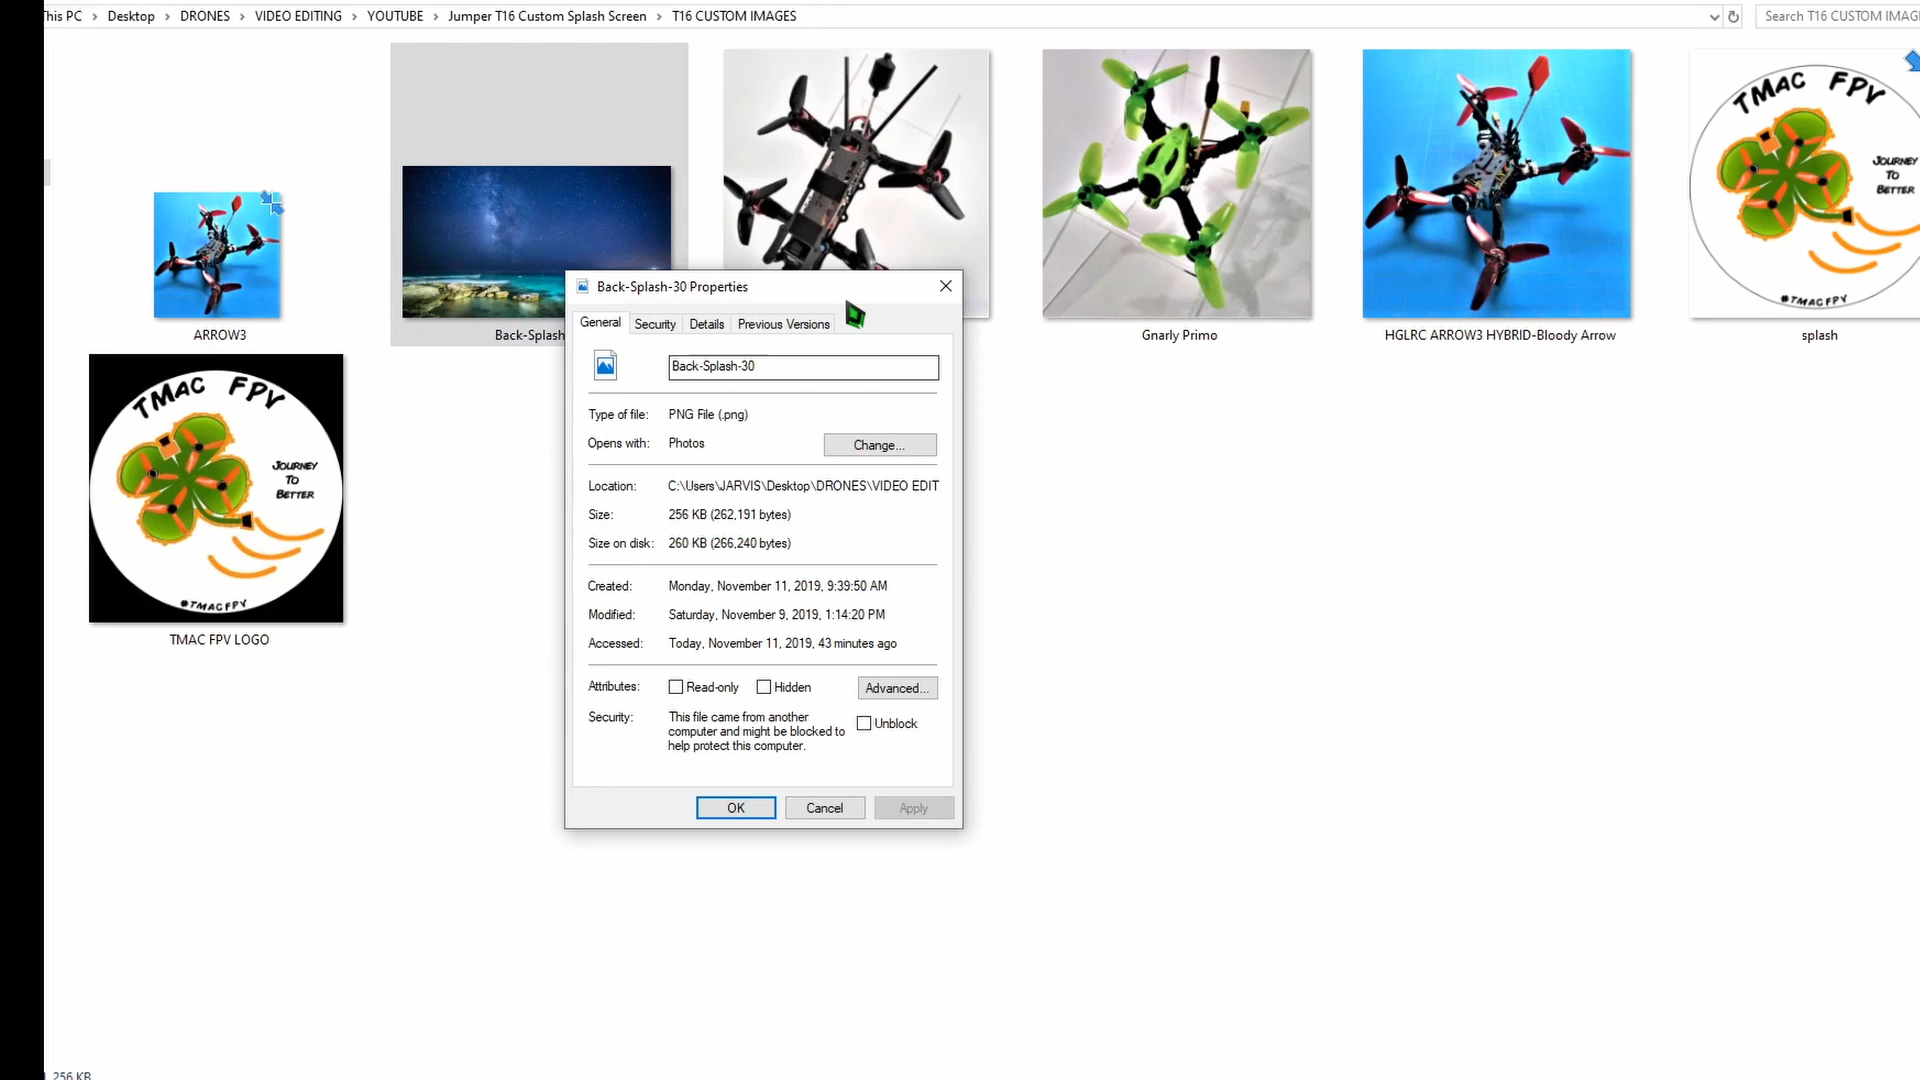 This PC > Desktop > DRONES > VIDEO EDITING > YOUTUBE > Jumper T16 Custom Splash Screen > T16 CUSTOM IMAGES
Search T16 CUSTOM IMAG
TMAC FPV
JOURNEY
TO
BETTER
#TMACFPV
ARROW3
Back-Splash
Gnarly Primo
HGLRC ARROW3 HYBRID-Bloody Arrow
splash
TMAC FPV
JOURNEY
TO
BETTER
#TMACFPV
TMAC FPV LOGO
Back-Splash-30 Properties
General Security Details Previous Versions
Back-Splash-30
Type of file: PNG File (.png)
Opens with: Photos Change...
Location: C:\Users\JARVIS\Desktop\DRONES\VIDEO EDIT
Size: 256 KB (262,191 bytes)
Size on disk: 260 KB (266,240 bytes)
Created: Monday, November 11, 2019, 9:39:50 AM
Modified: Saturday, November 9, 2019, 1:14:20 PM
Accessed: Today, November 11, 2019, 43 minutes ago
Attributes: Read-only Hidden Advanced...
Security: This file came from another
computer and might be blocked to
help protect this computer.
Unblock
OK Cancel Apply
256 KB